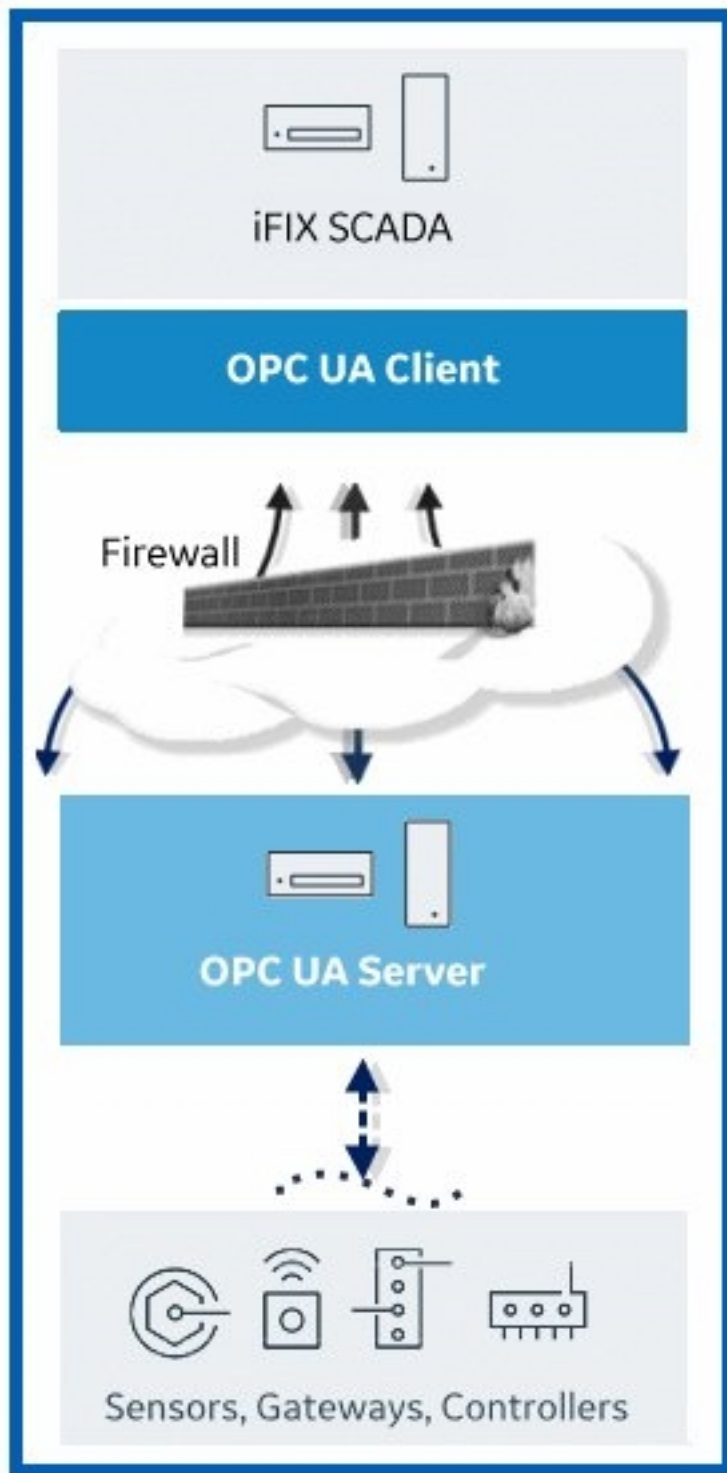 iFIX SCADA
OPC UA Client
Firewall
OPC UA Server
Sensors, Gateways, Controllers